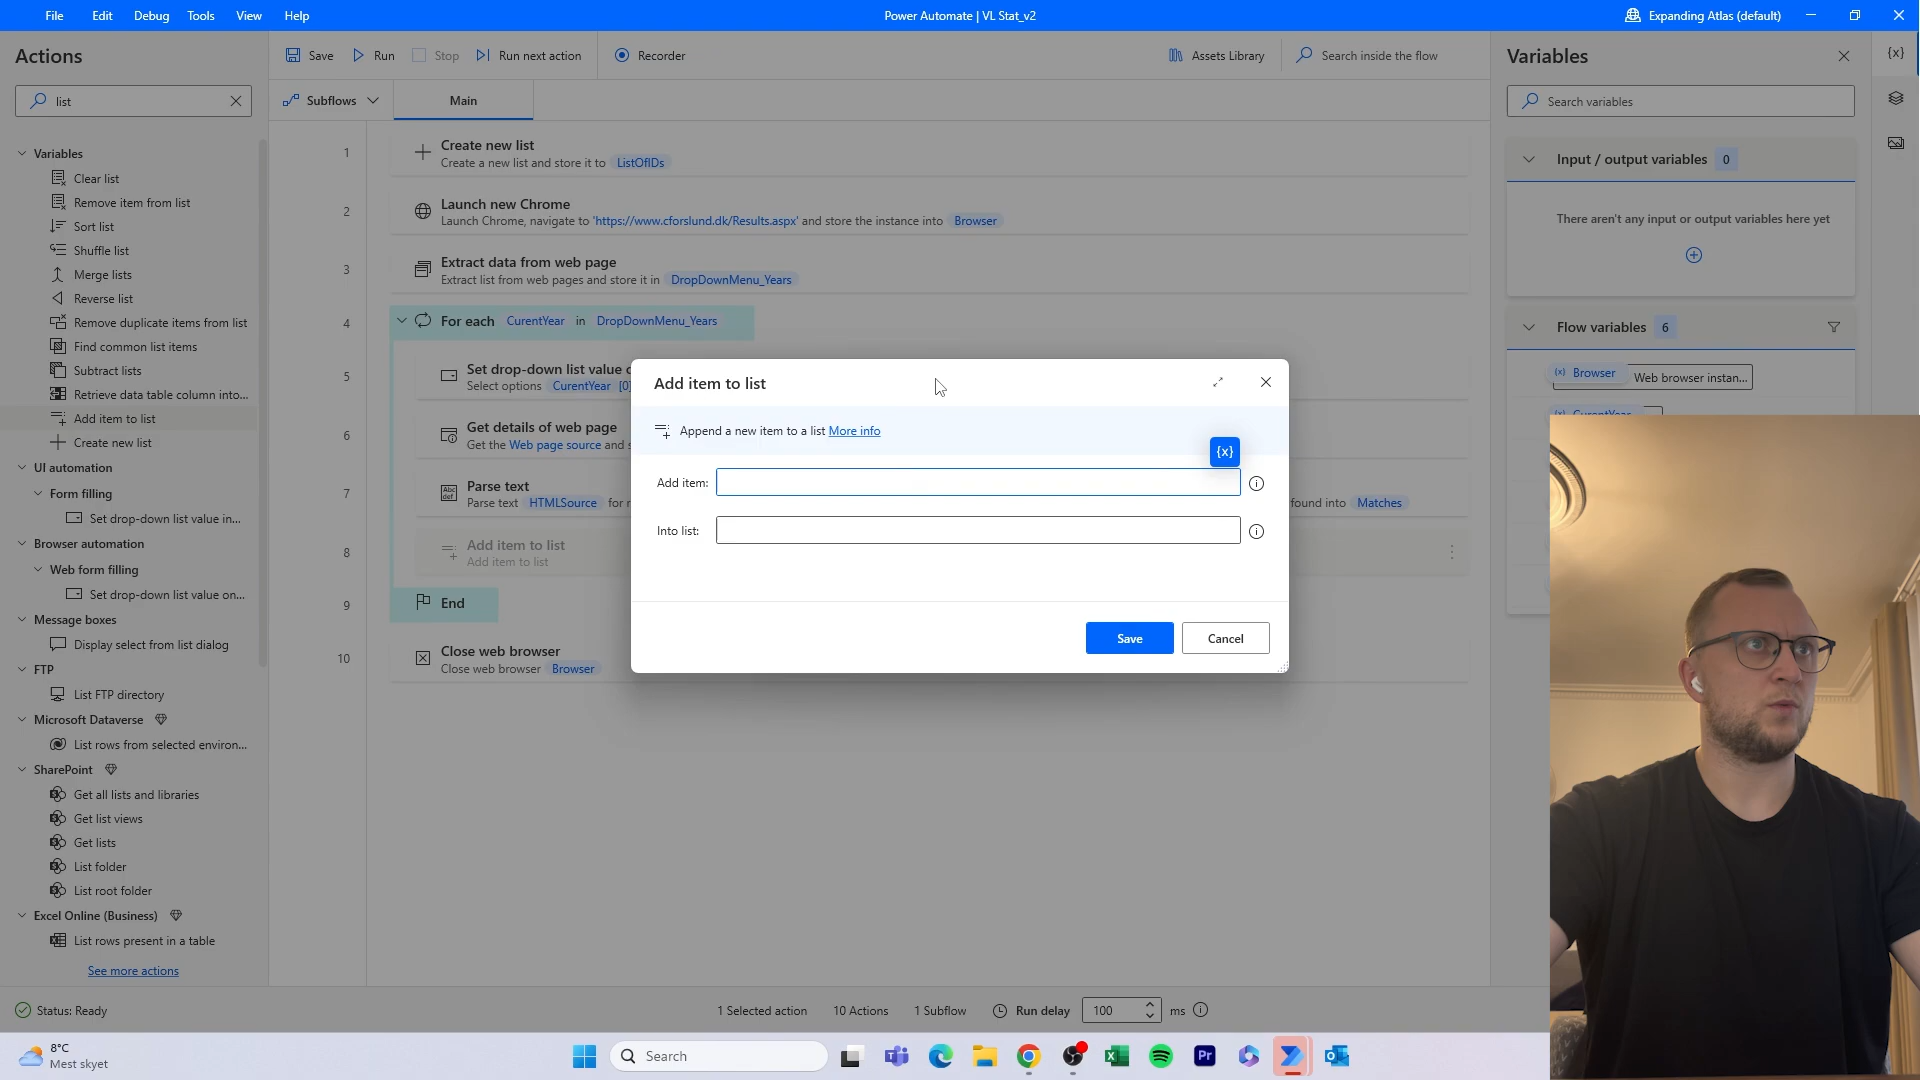 File Edit Debug Tools View Help
Power Automate | VL Stat_v2
Expanding Atlas (default)
Actions
list
Variables
Clear list
Remove item from list
Sort list
Shuffle list
Merge lists
Reverse list
Remove duplicate items from list
Find common list items
Subtract lists
Retrieve data table column into...
Add item to list
Create new list
UI automation
Form filling
Set drop-down list value in...
Browser automation
Web form filling
Set drop-down list value on...
Message boxes
Display select from list dialog
FTP
List FTP directory
Microsoft Dataverse
List rows from selected environ...
SharePoint
Get all lists and libraries
Get list views
Get lists
List folder
List root folder
Excel Online (Business)
List rows present in a table
See more actions
Save Run Stop Run next action Recorder
Assets Library
Search inside the flow
Subflows
Main
1
Create new list
Create a new list and store it to ListOfIDs
2
Launch new Chrome
Launch Chrome, navigate to 'https://www.cforslund.dk/Results.aspx' and store the instance into Browser
3
Extract data from web page
Extract list from web pages and store it in DropDownMenu_Years
4
For each CurentYear in DropDownMenu_Years
5
Set drop-down list value
Select options CurentYear [0]
6
Get details of web page
Get the Web page source and
7
Parse text
Abc
def
Parse text HTMLSource for
found into Matches
8
Add item to list
Add item to list
9
End
10
Close web browser
Close web browser Browser
Add item to list
Append a new item to a list More info
{x}
Add item:
Into list:
Save
Cancel
Variables
{x}
Search variables
Input / output variables 0
There aren't any input or output variables here yet
Flow variables 6
(x) Browser
Web browser instan...
Status: Ready
1 Selected action
10 Actions
1 Subflow
Run delay
100
ms
8°C
Mest skyet
Search
Pr